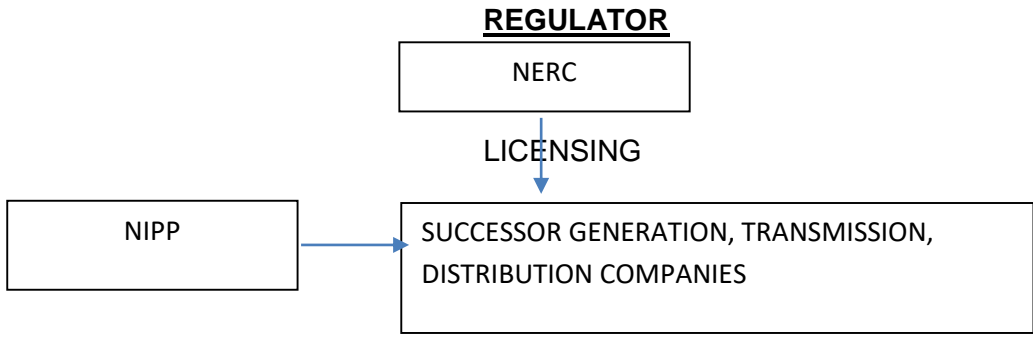 REGULATOR
NERC
LICENSING
NIPP
SUCCESSOR GENERATION, TRANSMISSION,
DISTRIBUTION COMPANIES